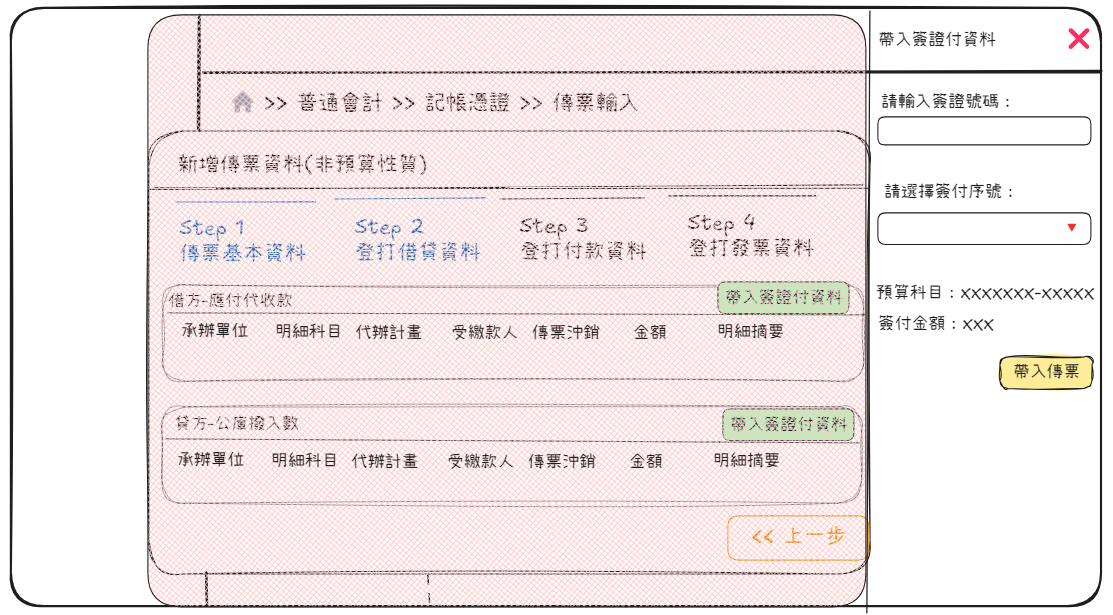 帶入簽證付資料
>> 普通會計 >> 記帳憑證 >> 傳票輸入
請輸入簽證號碼：
新增傳票資料(非預算性質)
請選擇簽付序號：
Step 1
傳票基本資料
Step 2
登打借貸資料
Step 3
登打付款資料
Step 4
登打發票資料
借方-應付代收款
帶入簽證付資料
承辦單位 明細科目 代辦計畫 受繳款人 傳票沖銷 金額 明細摘要
預算科目：XXXXXXX-XXXXX
簽付金額：XXX
帶入傳票
貸方-公庫撥入數
帶入簽證付資料
承辦單位 明細科目 代辦計畫 受繳款人 傳票沖銷 金額 明細摘要
<< 上一步